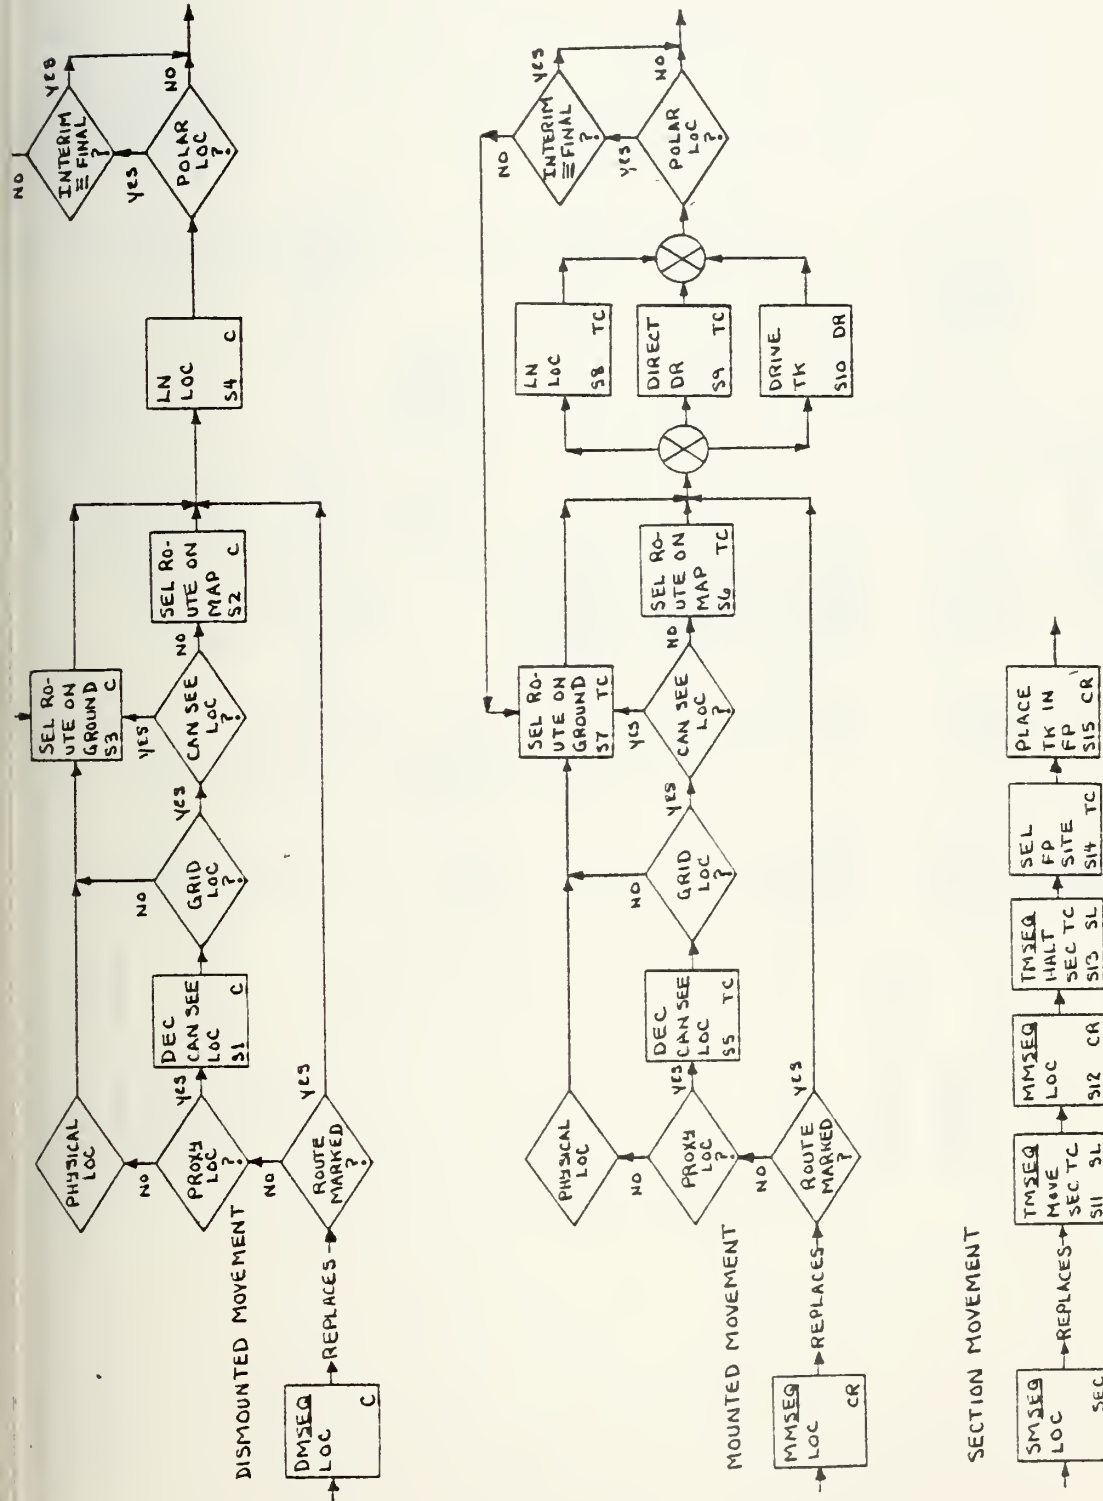 DISMOUNTED MOVEMENT
DMSEQ
LOC
C
REPLACES
ROUTE
MARKED
?
YES
NO
PROXY
LOC
?
YES
NO
PHYSICAL
LOC
DEC
CAN SEE
LOC
S1 C
GRID
LOC
?
NO
YES
CAN SEE
LOC
?
YES
NO
SEL RO-
UTE ON
GROUND
S3 C
SEL RO-
UTE ON
MAP
S2 C
LN
LOC
S4 C
POLAR
LOC
?
YES
NO
INTERIM
≡ FINAL
?
YES
NO
MOUNTED MOVEMENT
MMSEQ
LOC
CR
REPLACES
ROUTE
MARKED
?
YES
NO
PROXY
LOC
?
YES
NO
PHYSICAL
LOC
DEC
CAN SEE
LOC
S5 TC
GRID
LOC
?
NO
YES
CAN SEE
LOC
?
YES
NO
SEL RO-
UTE ON
GROUND
S7 TC
SEL RO-
UTE ON
MAP
S6 TC
LN
LOC
S8 TC
DIRECT
DR
S9 TC
DRIVE
TK
S10 DR
POLAR
LOC
?
YES
NO
INTERIM
≡ FINAL
?
YES
NO
SECTION MOVEMENT
SMSEQ
LOC
SEC
REPLACES
TMSEQ
MOVE
SEC TC
S11 SL
MMSEQ
LOC
S12 CR
TMSEQ
HALT
SEC TC
S13 SL
SEL
FP
SITE
S14 TC
PLACE
TK IN
FP
S15 CR